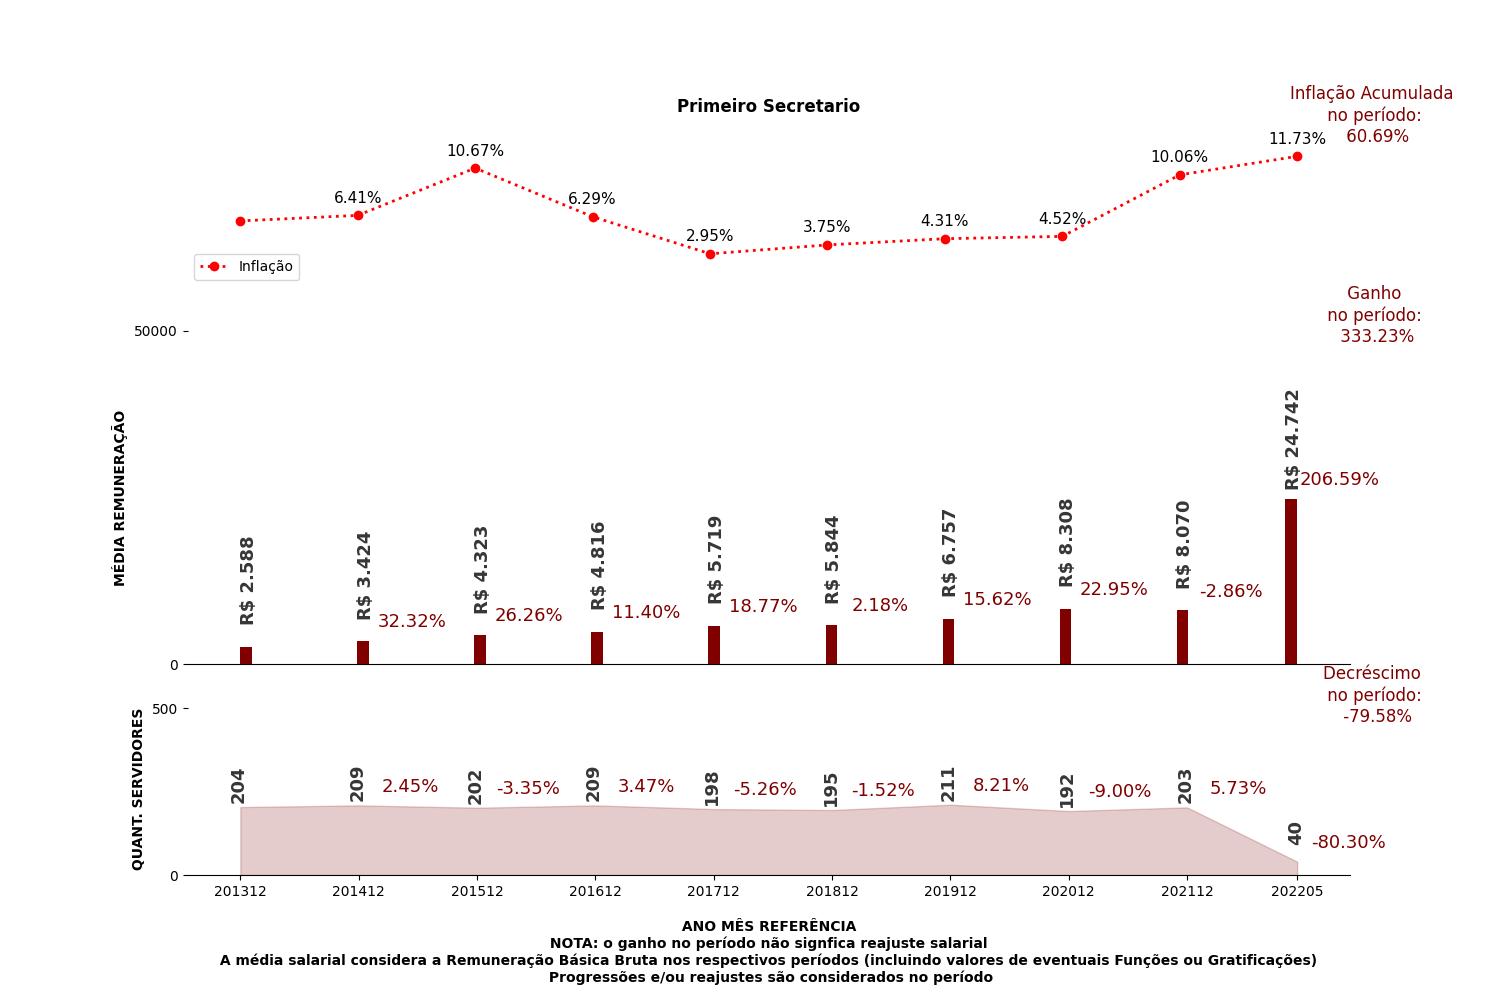 Primeiro Secretario
Inflação Acumulada
no período:
60.69%
6.41%
10.67%
6.29%
2.95%
3.75%
4.31%
4.52%
10.06%
11.73%
Inflação
Ganho
no período:
333.23%
MÉDIA REMUNERAÇÃO
50000
0
R$ 2.588
R$ 3.424
R$ 4.323
R$ 4.816
R$ 5.719
R$ 5.844
R$ 6.757
R$ 8.308
R$ 8.070
R$ 24.742
32.32%
26.26%
11.40%
18.77%
2.18%
15.62%
22.95%
-2.86%
206.59%
Decréscimo
no período:
-79.58%
QUANT. SERVIDORES
500
0
204
209
202
209
198
195
211
192
203
40
2.45%
-3.35%
3.47%
-5.26%
-1.52%
8.21%
-9.00%
5.73%
-80.30%
201312
201412
201512
201612
201712
201812
201912
202012
202112
202205
ANO MÊS REFERÊNCIA
NOTA: o ganho no período não signfica reajuste salarial
A média salarial considera a Remuneração Básica Bruta nos respectivos períodos (incluindo valores de eventuais Funções ou Gratificações)
Progressões e/ou reajustes são considerados no período